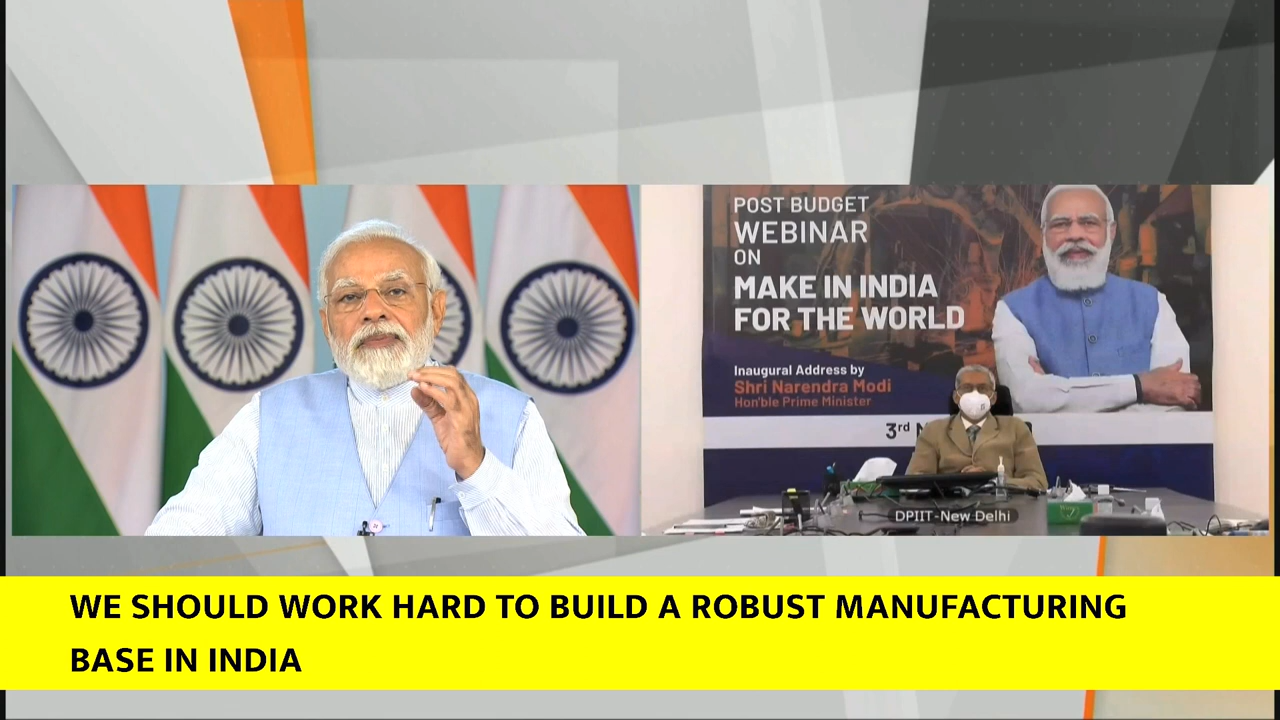 POST BUDGET
WEBINAR
ON
MAKE IN INDIA
FOR THE WORLD
Inaugural Address by
Shri Narendra Modi
Hon'ble Prime Minister
3rd
DPIIT-New Delhi
WE SHOULD WORK HARD TO BUILD A ROBUST MANUFACTURING
BASE IN INDIA